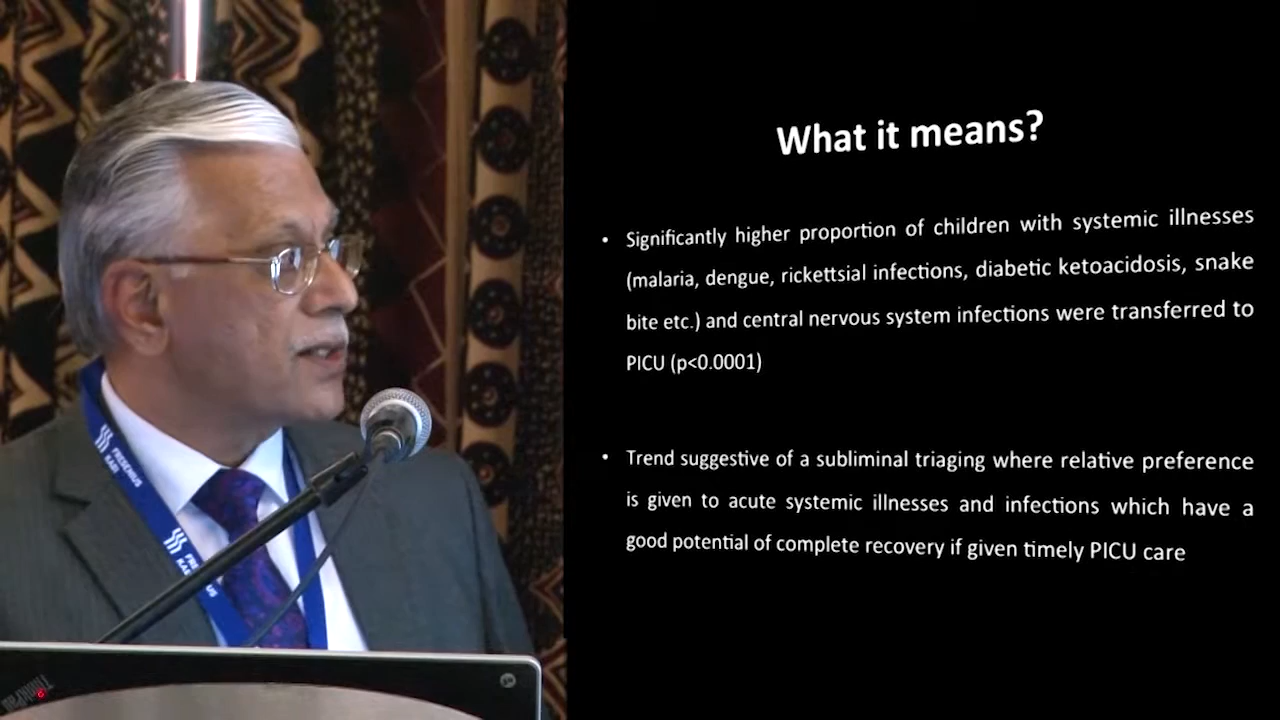 What it means?
• Significantly higher proportion of children with systemic illnesses
(malaria, dengue, rickettsial infections, diabetic ketoacidosis, snake
bite etc.) and central nervous system infections were transferred to
PICU (p<0.0001)
• Trend suggestive of a subliminal triaging where relative preference
is given to acute systemic illnesses and infections which have a
good potential of complete recovery if given timely PICU care
FRESENIUS
KABI
ThinkPad